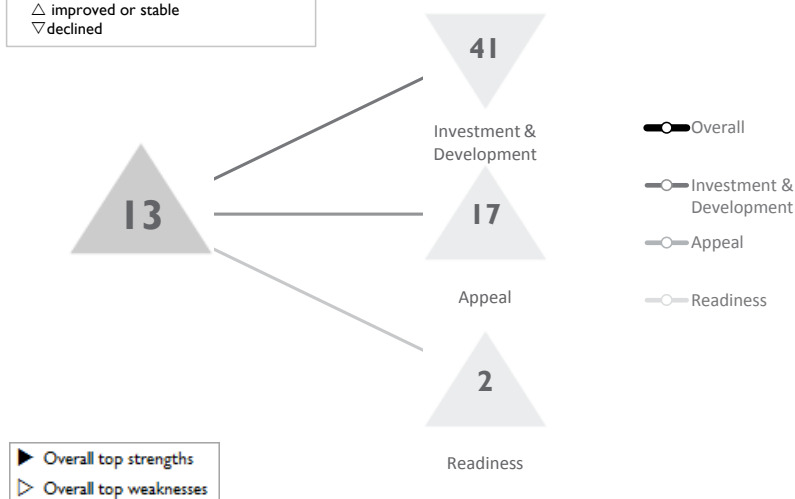 △ improved or stable
▽ declined
41
Investment &
Development
13
17
Appeal
2
Readiness
Overall
Investment &
Development
Appeal
Readiness
▶ Overall top strengths
▷ Overall top weaknesses